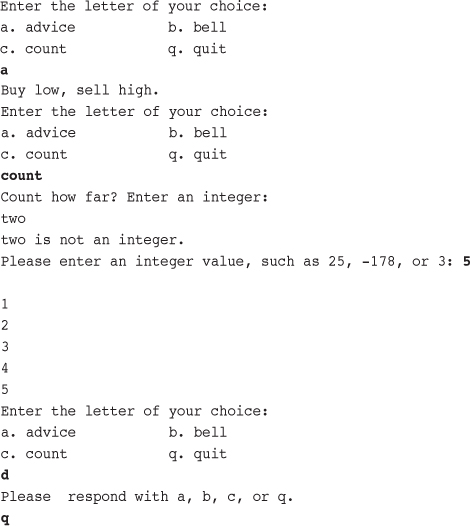 Enter the letter of your choice:
a. advice b. bell
c. count q. quit
a
Buy low, sell high.
Enter the letter of your choice:
a. advice b. bell
c. count q. quit
count
Count how far? Enter an integer:
two
two is not an integer.
Please enter an integer value, such as 25, -178, or 3: 5
1
2
3
4
5
Enter the letter of your choice:
a. advice b. bell
c. count q. quit
d
Please respond with a, b, c, or q.
q